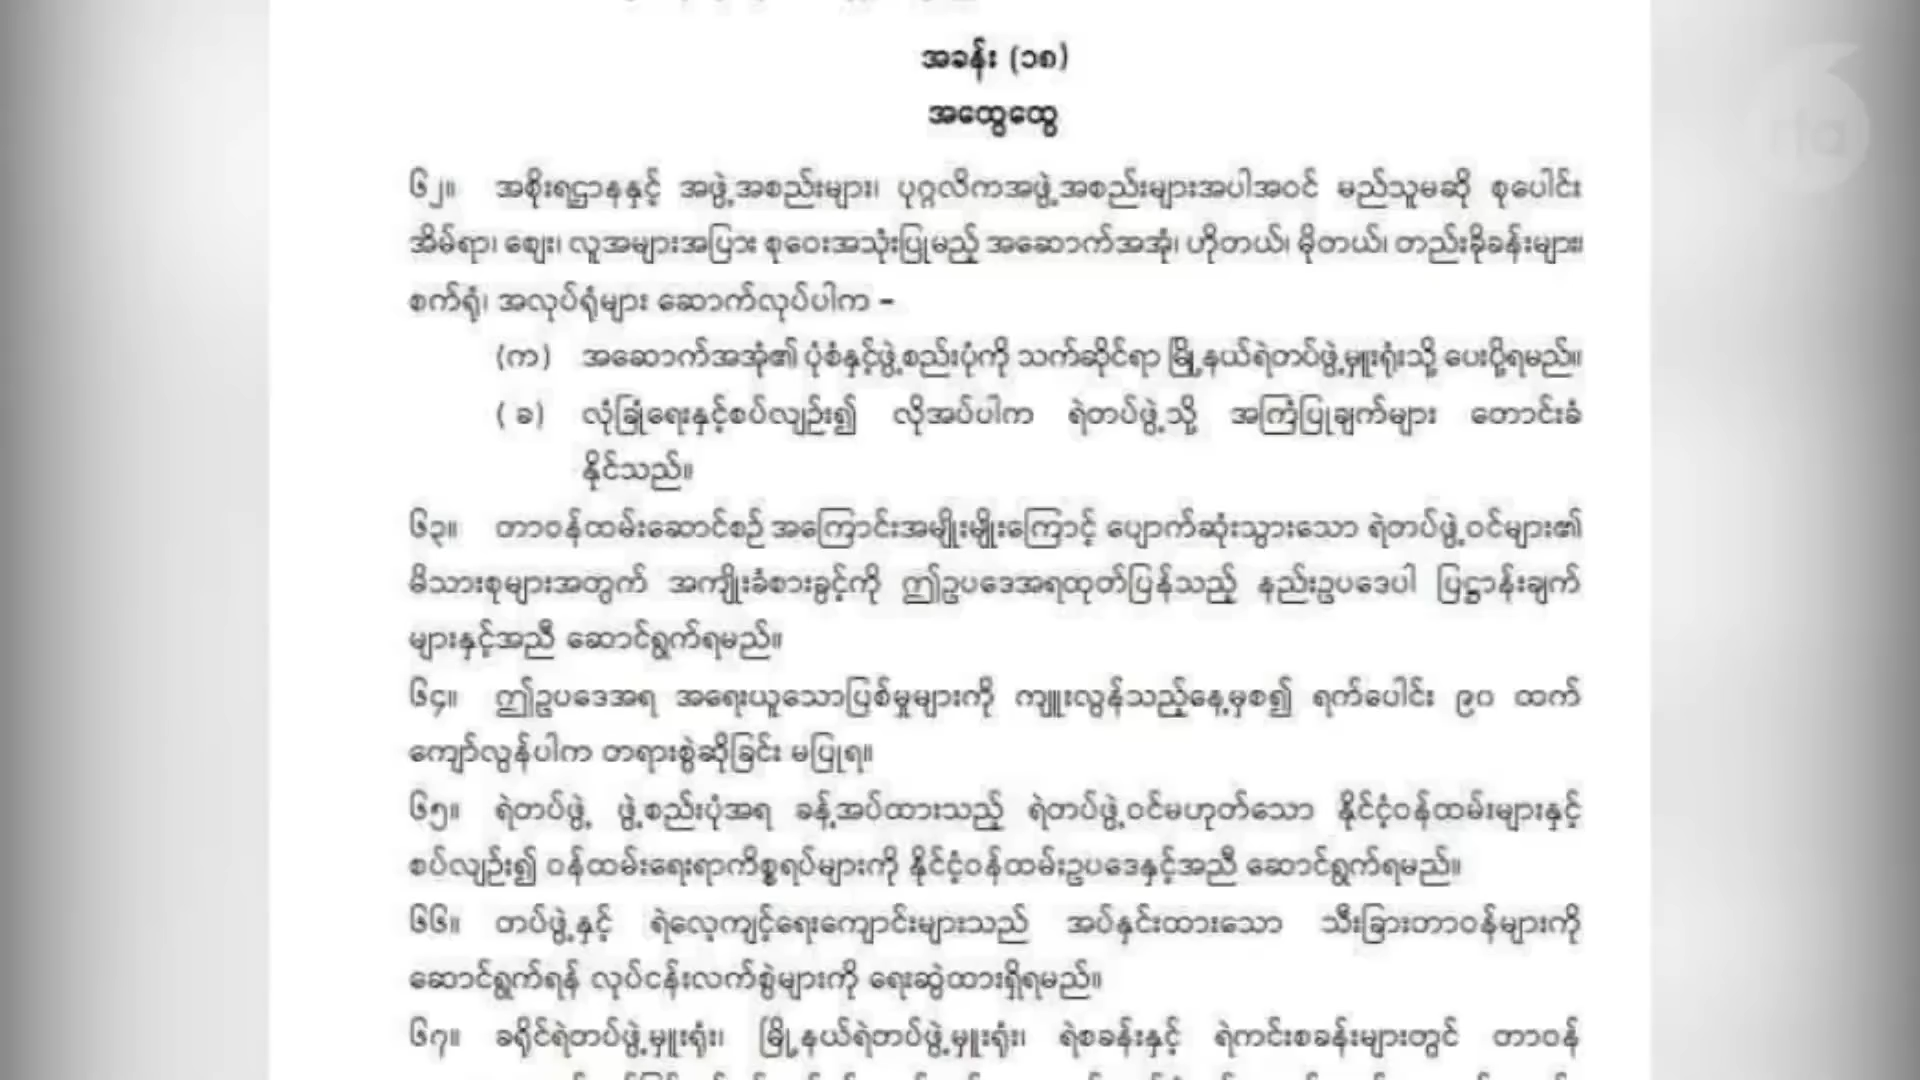 အခန်း (၁၈)
အထွေထွေ
၆၂။ အစိုးရဌာနနှင့် အဖွဲ့အစည်းများ၊ ပုဂ္ဂလိကအဖွဲ့အစည်းများအပါအဝင် မည်သူမဆို စုပေါင်း
အိမ်ရာ၊ ဈေး၊ လူအများအပြား စုဝေးအသုံးပြုမည့် အဆောက်အအုံ၊ ဟိုတယ်၊ မိုတယ်၊ တည်းခိုခန်းများ၊
စက်ရုံ၊ အလုပ်ရုံများ ဆောက်လုပ်ပါက –
(က) အဆောက်အအုံ၏ ပုံစံနှင့်ဖွဲ့စည်းပုံကို သက်ဆိုင်ရာ မြို့နယ်ရဲတပ်ဖွဲ့မှူးရုံးသို့ ပေးပို့ရမည်။
( ခ) လုံခြုံရေးနှင့်စပ်လျဉ်း၍ လိုအပ်ပါက ရဲတပ်ဖွဲ့သို့ အကြံပြုချက်များ တောင်းခံ
နိုင်သည်။
၆၃။ တာဝန်ထမ်းဆောင်စဉ် အကြောင်းအမျိုးမျိုးကြောင့် ပျောက်ဆုံးသွားသော ရဲတပ်ဖွဲ့ဝင်များ၏
မိသားစုများအတွက် အကျိုးခံစားခွင့်ကို ဤဥပဒေအရထုတ်ပြန်သည့် နည်းဥပဒေပါ ပြဋ္ဌာန်းချက်
များနှင့်အညီ ဆောင်ရွက်ရမည်။
၆၄။ ဤဥပဒေအရ အရေးယူသောပြစ်မှုများကို ကျူးလွန်သည့်နေ့မှစ၍ ရက်ပေါင်း ၉၀ ထက်
ကျော်လွန်ပါက တရားစွဲဆိုခြင်း မပြုရ။
၆၅။ ရဲတပ်ဖွဲ့ ဖွဲ့စည်းပုံအရ ခန့်အပ်ထားသည့် ရဲတပ်ဖွဲ့ဝင်မဟုတ်သော နိုင်ငံ့ဝန်ထမ်းများနှင့်
စပ်လျဉ်း၍ ဝန်ထမ်းရေးရာကိစ္စရပ်များကို နိုင်ငံ့ဝန်ထမ်းဥပဒေနှင့်အညီ ဆောင်ရွက်ရမည်။
၆၆။ တပ်ဖွဲ့နှင့် ရဲလေ့ကျင့်ရေးကျောင်းများသည် အပ်နှင်းထားသော သီးခြားတာဝန်များကို
ဆောင်ရွက်ရန် လုပ်ငန်းလက်စွဲများကို ရေးဆွဲထားရှိရမည်။
၆၇။ ခရိုင်ရဲတပ်ဖွဲ့မှူးရုံး၊ မြို့နယ်ရဲတပ်ဖွဲ့မှူးရုံး၊ ရဲစခန်းနှင့် ရဲကင်းစခန်းများတွင် တာဝန်
rfa